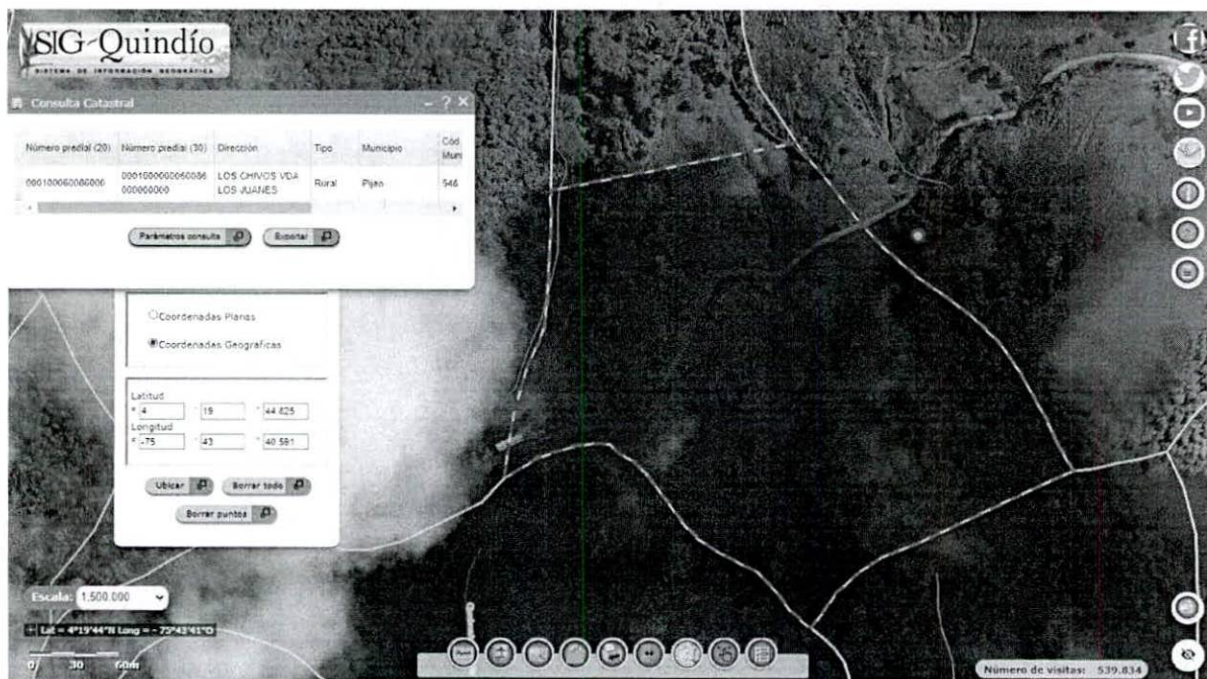 SIG-Quindío
SISTEMA DE INFORMACIÓN GEOGRÁFICA
Consulta Catastral
Número predial (20) Número predial (30) Dirección Tipo Municipio Cód Muni
000100060086000 LOS CHIVOS VDA LOS JUANES Rural Pijao 548
Parámetros consulta Exportar
Coordenadas Planas
Coordenadas Geográficas
Latitud
° 4 ' 19 " 44.625
Longitud
° -75 ' 43 " 40.591
Ubicar Borrar todo
Borrar puntos
Escala: 1,500.000
Lat = 4°19'44"N Long = - 75°43'41"O
0 30 60m
Número de visitas: 539.834